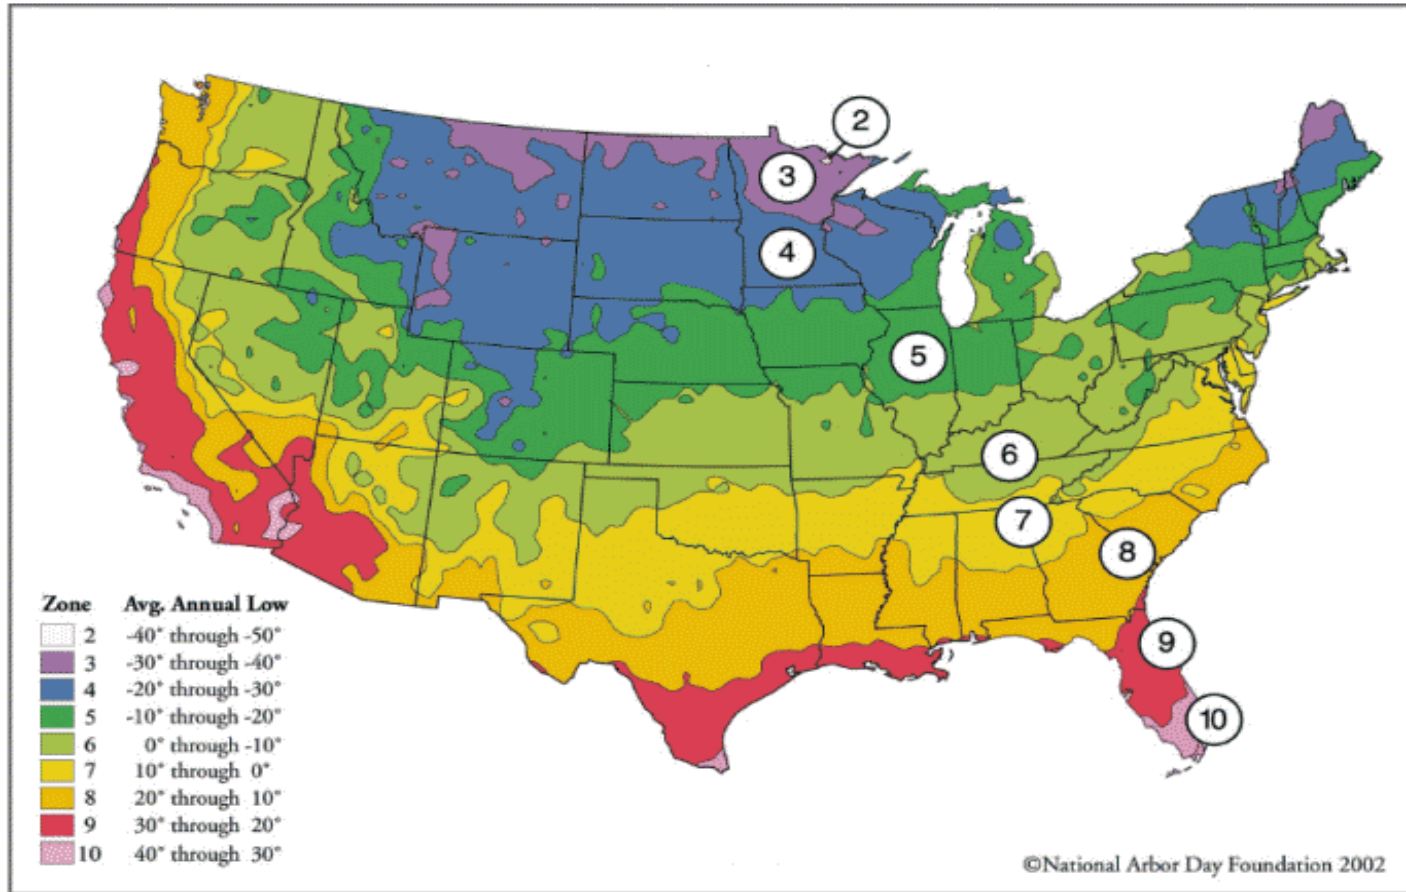 2
3
4
5
6
7
8
9
10
Zone Avg. Annual Low
2 -40° through -50°
3 -30° through -40°
4 -20° through -30°
5 -10° through -20°
6 0° through -10°
7 10° through 0°
8 20° through 10°
9 30° through 20°
10 40° through 30°
©National Arbor Day Foundation 2002